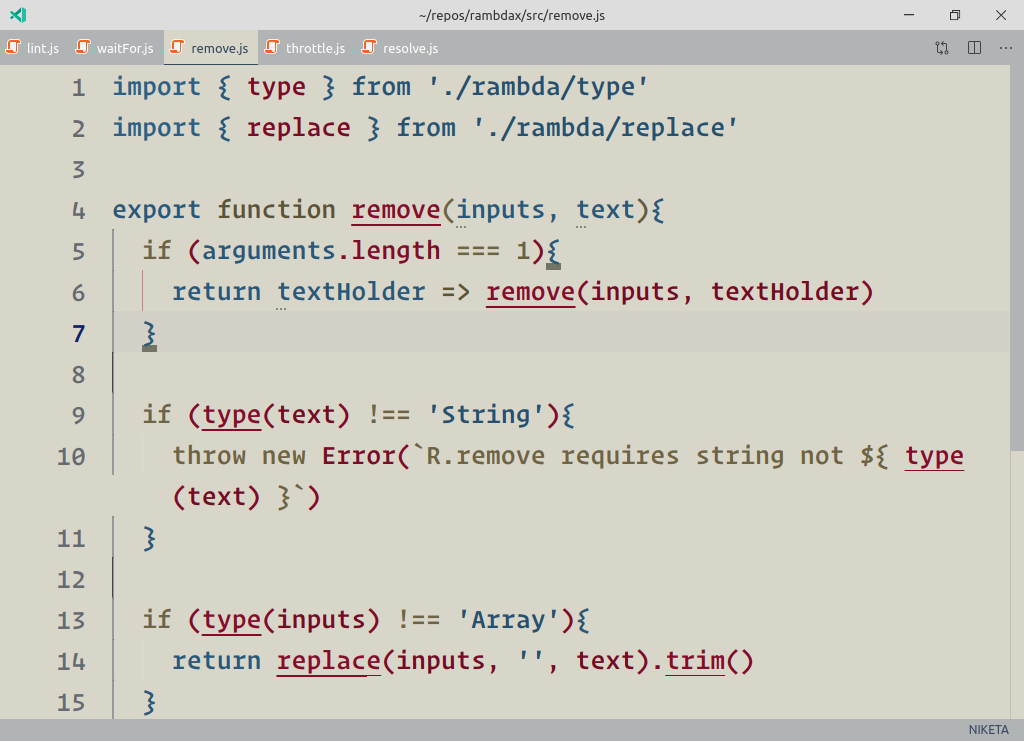 ~/repos/rambdax/src/remove.js
lint.js waitFor.js remove.js throttle.js resolve.js
1 import { type } from './rambda/type'
2 import { replace } from './rambda/replace'
3
4 export function remove(inputs, text){
5 if (arguments.length === 1){
6 return textHolder => remove(inputs, textHolder)
7 }
8
9 if (type(text) !== 'String'){
10 throw new Error(`R.remove requires string not ${ type
(text) }`)
11 }
12
13 if (type(inputs) !== 'Array'){
14 return replace(inputs, '', text).trim()
15 }
NIKETA